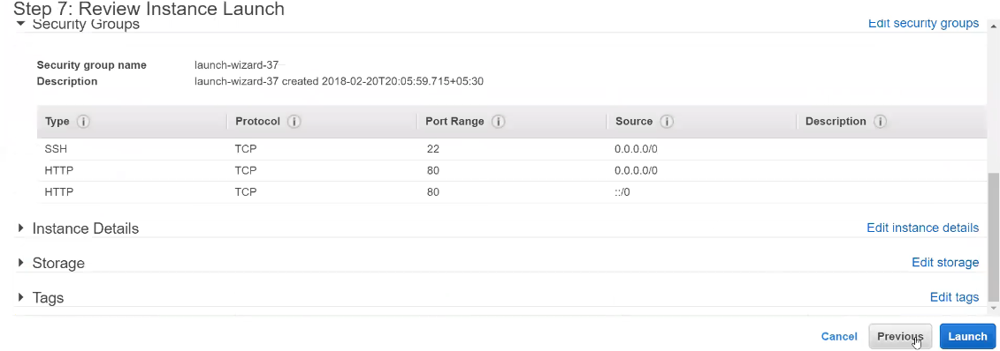 Step 7: Review Instance Launch
Security Groups Edit security groups
Security group name launch-wizard-37
Description launch-wizard-37 created 2018-02-20T20:05:59.715+05:30
Type i Protocol i Port Range i Source i Description i
SSH TCP 22 0.0.0.0/0
HTTP TCP 80 0.0.0.0/0
HTTP TCP 80 ::/0
Instance Details Edit instance details
Storage Edit storage
Tags Edit tags
Cancel Previous Launch